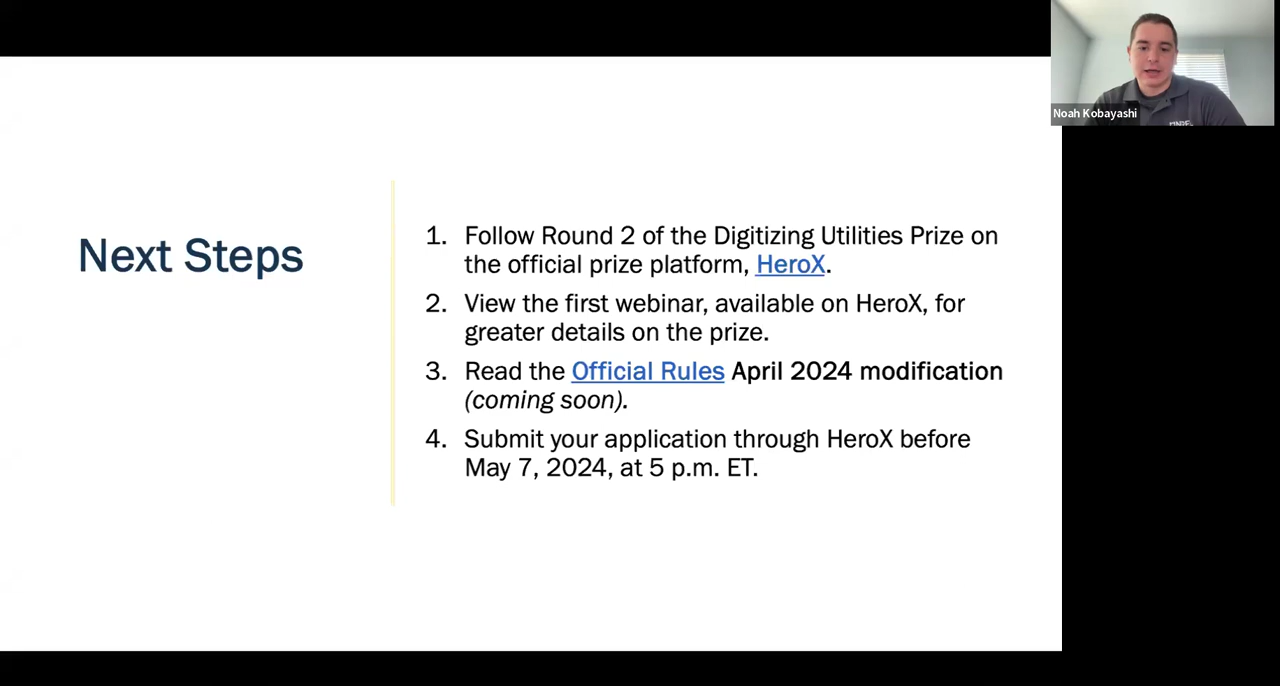 Noah Kobayashi
Next Steps
1. Follow Round 2 of the Digitizing Utilities Prize on
the official prize platform, HeroX.
2. View the first webinar, available on HeroX, for
greater details on the prize.
3. Read the Official Rules April 2024 modification
(coming soon).
4. Submit your application through HeroX before
May 7, 2024, at 5 p.m. ET.